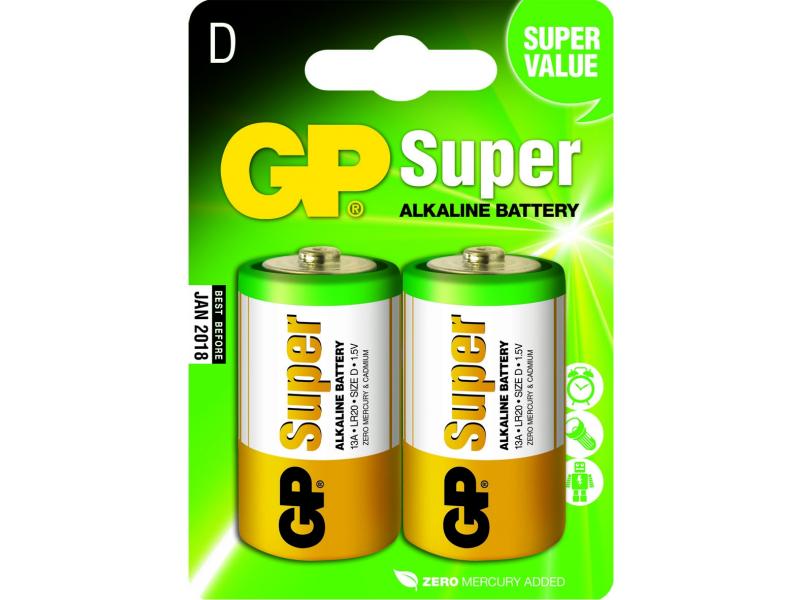 D
SUPER
VALUE
GP®
Super
ALKALINE BATTERY
BEST BEFORE
JAN 2018
GP®
Super
ALKALINE BATTERY
13A • LR20 • SIZE D • 1.5V
ZERO MERCURY & CADMIUM
GP®
Super
ALKALINE BATTERY
13A • LR20 • SIZE D • 1.5V
ZERO MERCURY & CADMIUM
ZERO MERCURY ADDED